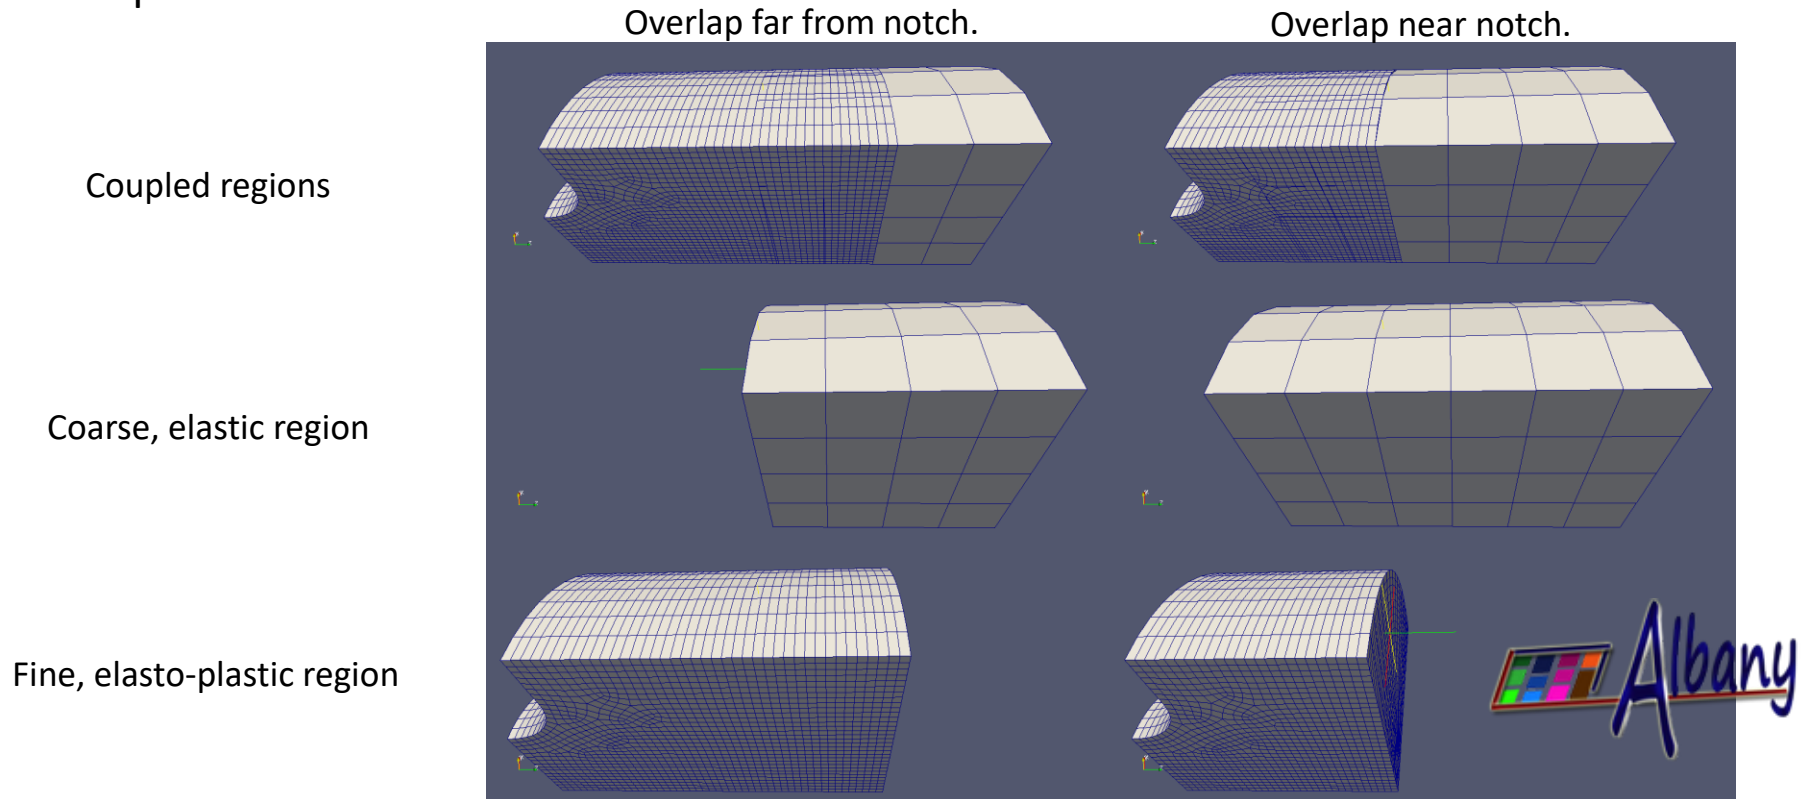 Overlap far from notch.
Overlap near notch.
Coupled regions
Coarse, elastic region
Fine, elasto-plastic region
Albany